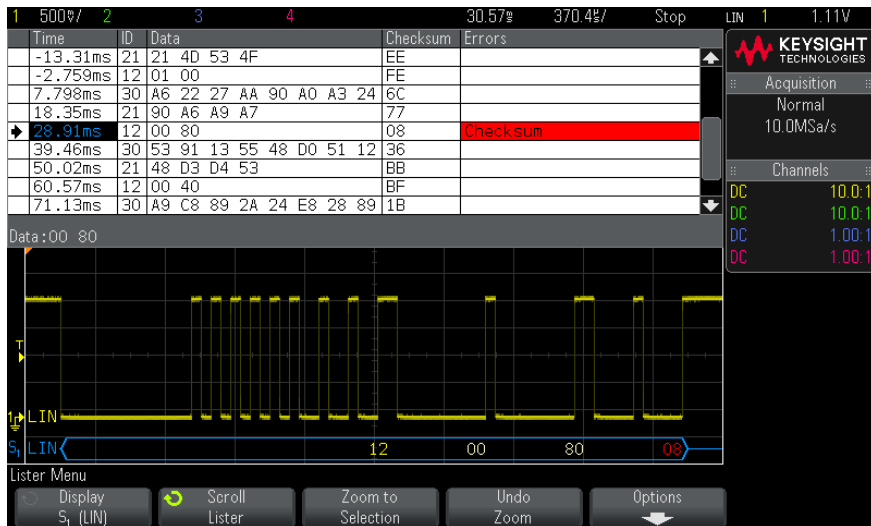 1 500♉/ 2 3 4 30.57⅏ 370.4⅏/ Stop LIN 1 1.11V
Time ID Data Checksum Errors
-13.31ms 21 21 4D 53 4F EE
-2.759ms 12 01 00 FE
7.798ms 30 A6 22 27 AA 90 A0 A3 24 6C
18.35ms 21 90 A6 A9 A7 77
28.91ms 12 00 80 08 Checksum
39.46ms 30 53 91 13 55 48 D0 51 12 36
50.02ms 21 48 D3 D4 53 BB
60.57ms 12 00 40 BF
71.13ms 30 A9 C8 89 2A 24 E8 28 89 1B
Data:00 80
KEYSIGHT
TECHNOLOGIES
Acquisition
Normal
10.0MSa/s
Channels
DC 10.0:1
DC 10.0:1
DC 1.00:1
DC 1.00:1
T
1 LIN
S1 LIN 12 00 80 08
Lister Menu
Display
S1 (LIN)
Scroll
Lister
Zoom to
Selection
Undo
Zoom
Options